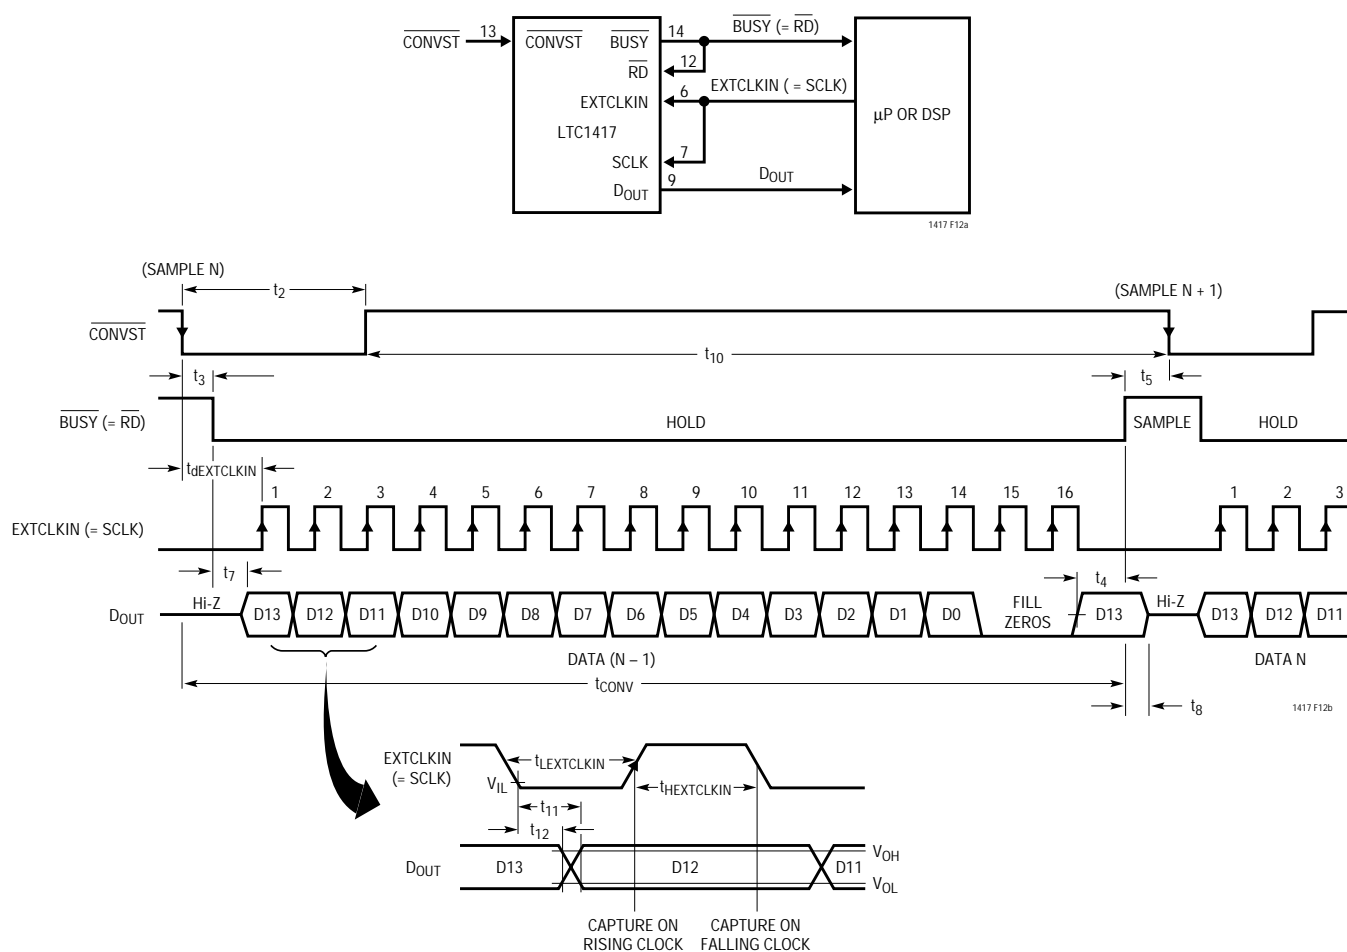 CONVST 13 CONVST BUSY 14 BUSY (= RD)
RD 12
EXTCLKIN 6 EXTCLKIN ( = SCLK)
LTC1417
µP OR DSP
SCLK 7
DOUT 9 DOUT
1417 F12a
(SAMPLE N)
t2
(SAMPLE N + 1)
CONVST
t10
t3
t5
BUSY (= RD)
HOLD
SAMPLE
HOLD
tdEXTCLKIN
1 2 3 4 5 6 7 8 9 10 11 12 13 14 15 16 1 2 3
EXTCLKIN (= SCLK)
t7
t4
DOUT
Hi-Z
D13 D12 D11 D10 D9 D8 D7 D6 D5 D4 D3 D2 D1 D0
FILL
ZEROS
D13
Hi-Z
D13 D12 D11
DATA (N – 1)
DATA N
tCONV
t8
1417 F12b
EXTCLKIN
(= SCLK)
tLEXTCLKIN
VIL
tHEXTCLKIN
t11
t12
DOUT
D13
D12
D11
VOH
VOL
CAPTURE ON
RISING CLOCK
CAPTURE ON
FALLING CLOCK